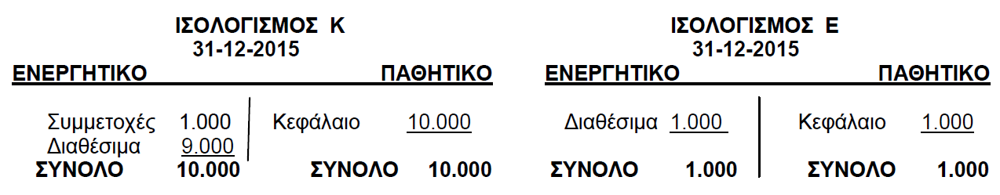 ΙΣΟΛΟΓΙΣΜΟΣ Κ
31-12-2015
ΕΝΕΡΓΗΤΙΚΟ ΠΑΘΗΤΙΚΟ
Συμμετοχές 1.000 Κεφάλαιο 10.000
Διαθέσιμα 9.000
ΣΥΝΟΛΟ 10.000 ΣΥΝΟΛΟ 10.000
ΙΣΟΛΟΓΙΣΜΟΣ Ε
31-12-2015
ΕΝΕΡΓΗΤΙΚΟ ΠΑΘΗΤΙΚΟ
Διαθέσιμα 1.000 Κεφάλαιο 1.000
ΣΥΝΟΛΟ 1.000 ΣΥΝΟΛΟ 1.000